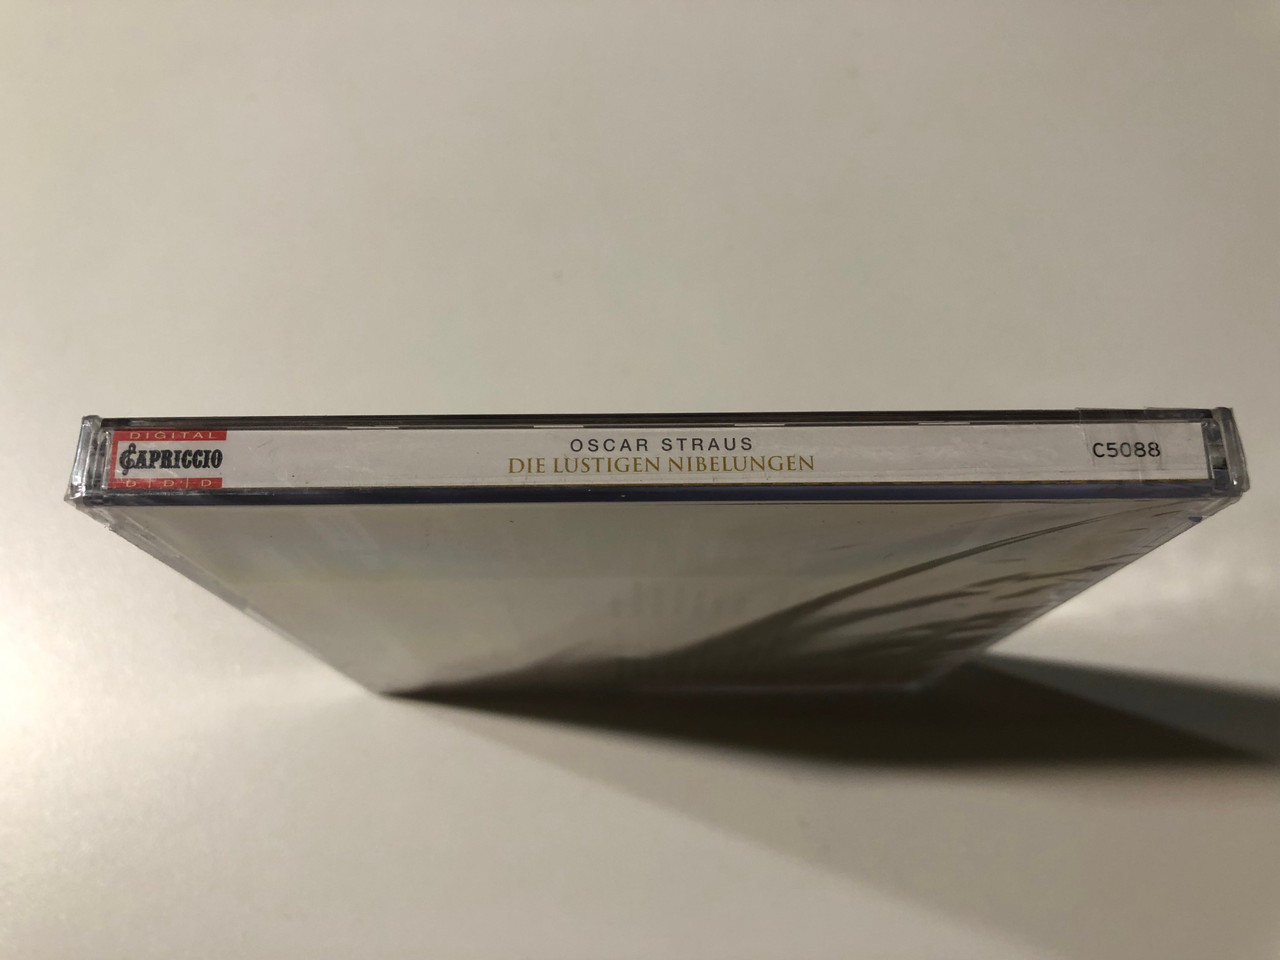 DIGITAL
CAPRICCIO
D D D
OSCAR STRAUS
DIE LUSTIGEN NIBELUNGEN
C5088